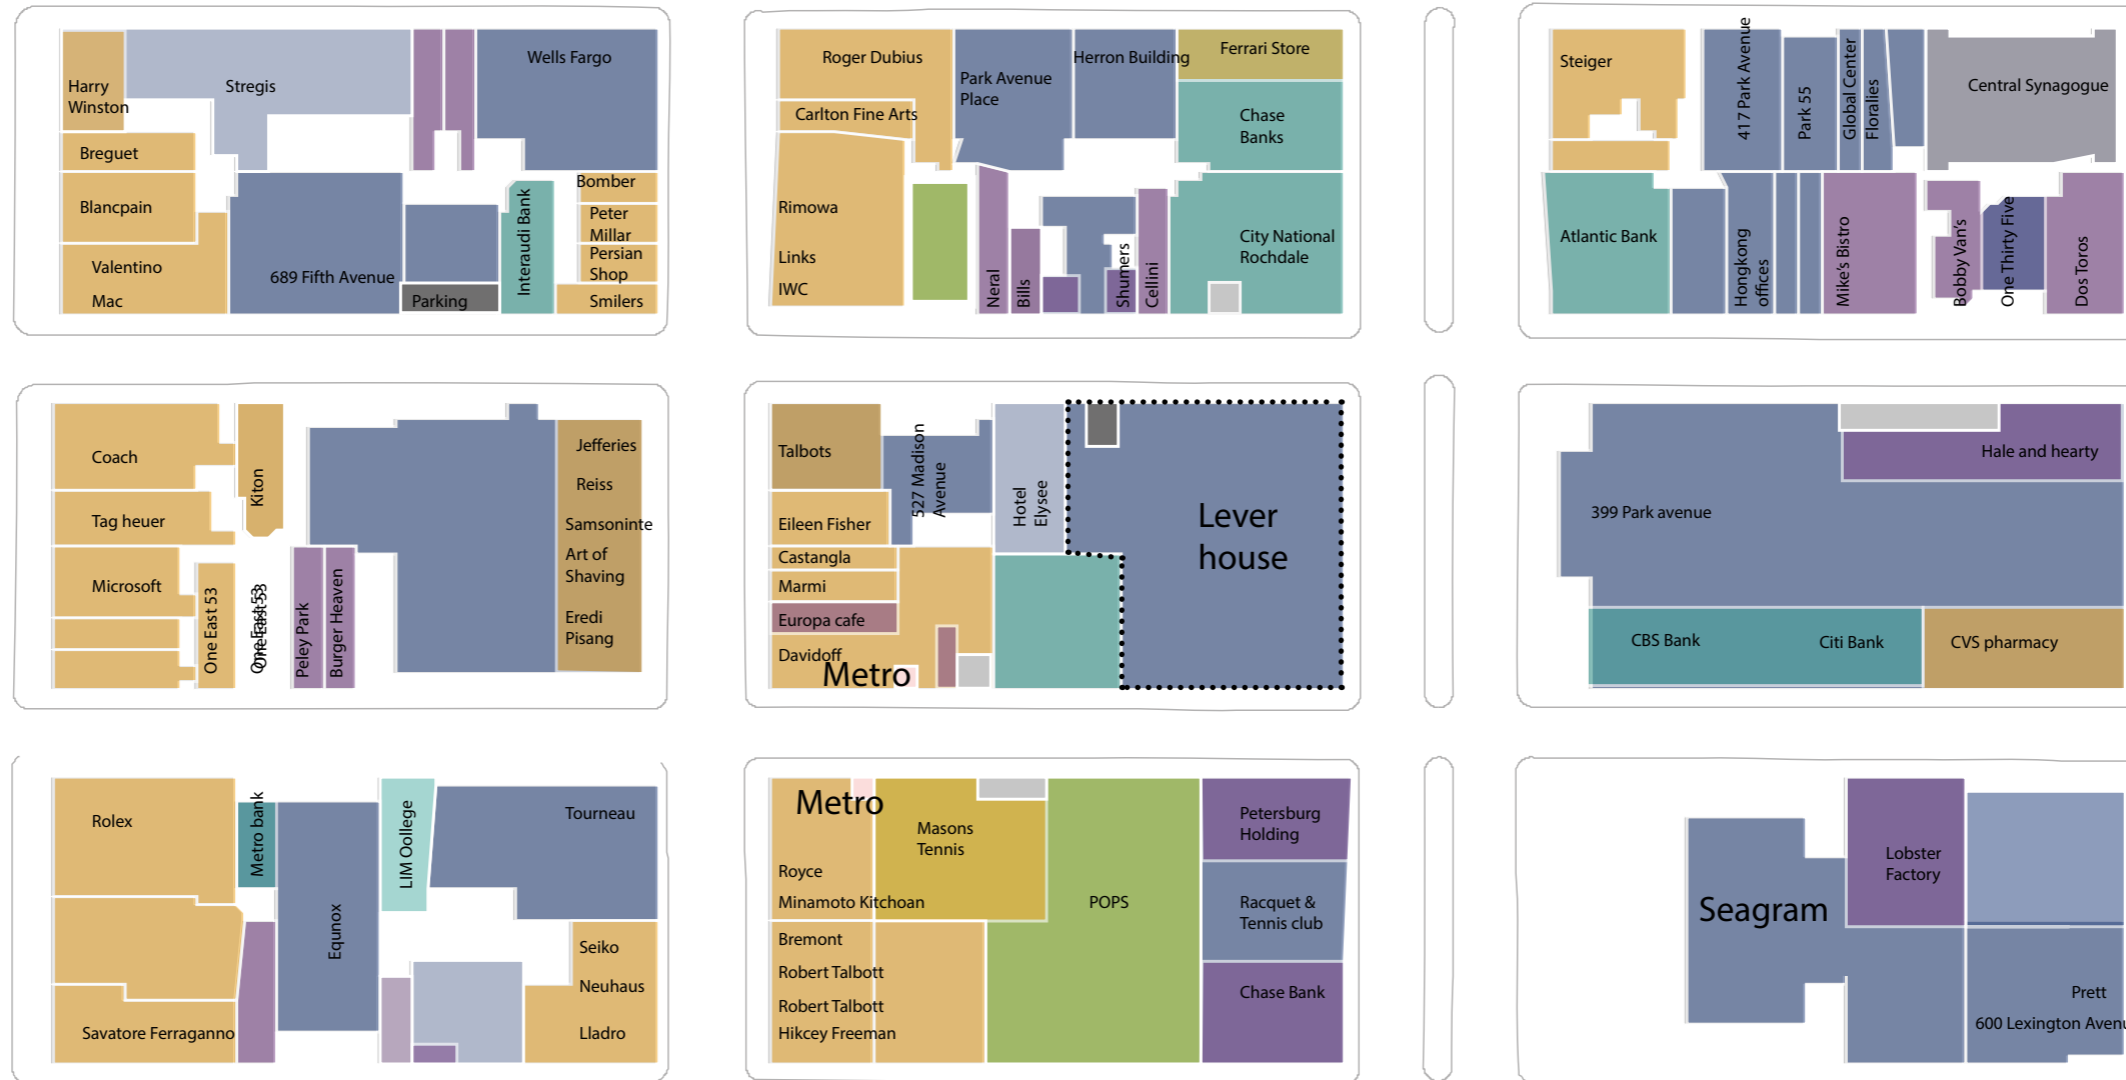 Harry
Winston
Stregis
Wells Fargo
Breguet
Blancpain
Valentino
Mac
689 Fifth Avenue
Parking
Interaudi Bank
Bomber
Peter
Millar
Persian
Shop
Smilers
Roger Dubius
Carlton Fine Arts
Park Avenue
Place
Herron Building
Ferrari Store
Chase
Banks
Rimowa
Links
IWC
Neral
Bills
Shumers
Cellini
City National
Rochdale
Steiger
417 Park Avenue
Park 55
Global Center
Floralies
Central Synagogue
Atlantic Bank
Hongkong
offices
Mike's Bistro
Bobby Van's
One Thirty Five
Dos Toros
Coach
Kiton
Tag heuer
Microsoft
One East 53
One East 53
Peley Park
Burger Heaven
Jefferies
Reiss
Samsoninte
Art of
Shaving
Eredi
Pisang
Talbots
527 Madison
Avenue
Hotel
Elysee
Lever
house
Eileen Fisher
Castangla
Marmi
Europa cafe
Davidoff
Metro
Hale and hearty
399 Park avenue
CBS Bank
Citi Bank
CVS pharmacy
Rolex
Metro bank
Equnox
LIM Oollege
Tourneau
Seiko
Neuhaus
Savatore Ferraganno
Lladro
Metro
Masons
Tennis
Royce
Minamoto Kitchoan
Bremont
Robert Talbott
Robert Talbott
Hikcey Freeman
POPS
Petersburg
Holding
Racquet &
Tennis club
Chase Bank
Seagram
Lobster
Factory
Prett
600 Lexington Avenu